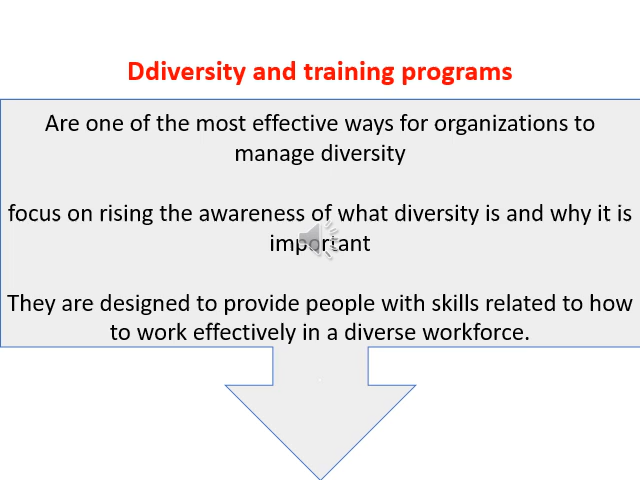 Ddiversity and training programs
Are one of the most effective ways for organizations to
manage diversity
focus on rising the awareness of what diversity is and why it is
important
They are designed to provide people with skills related to how
to work effectively in a diverse workforce.